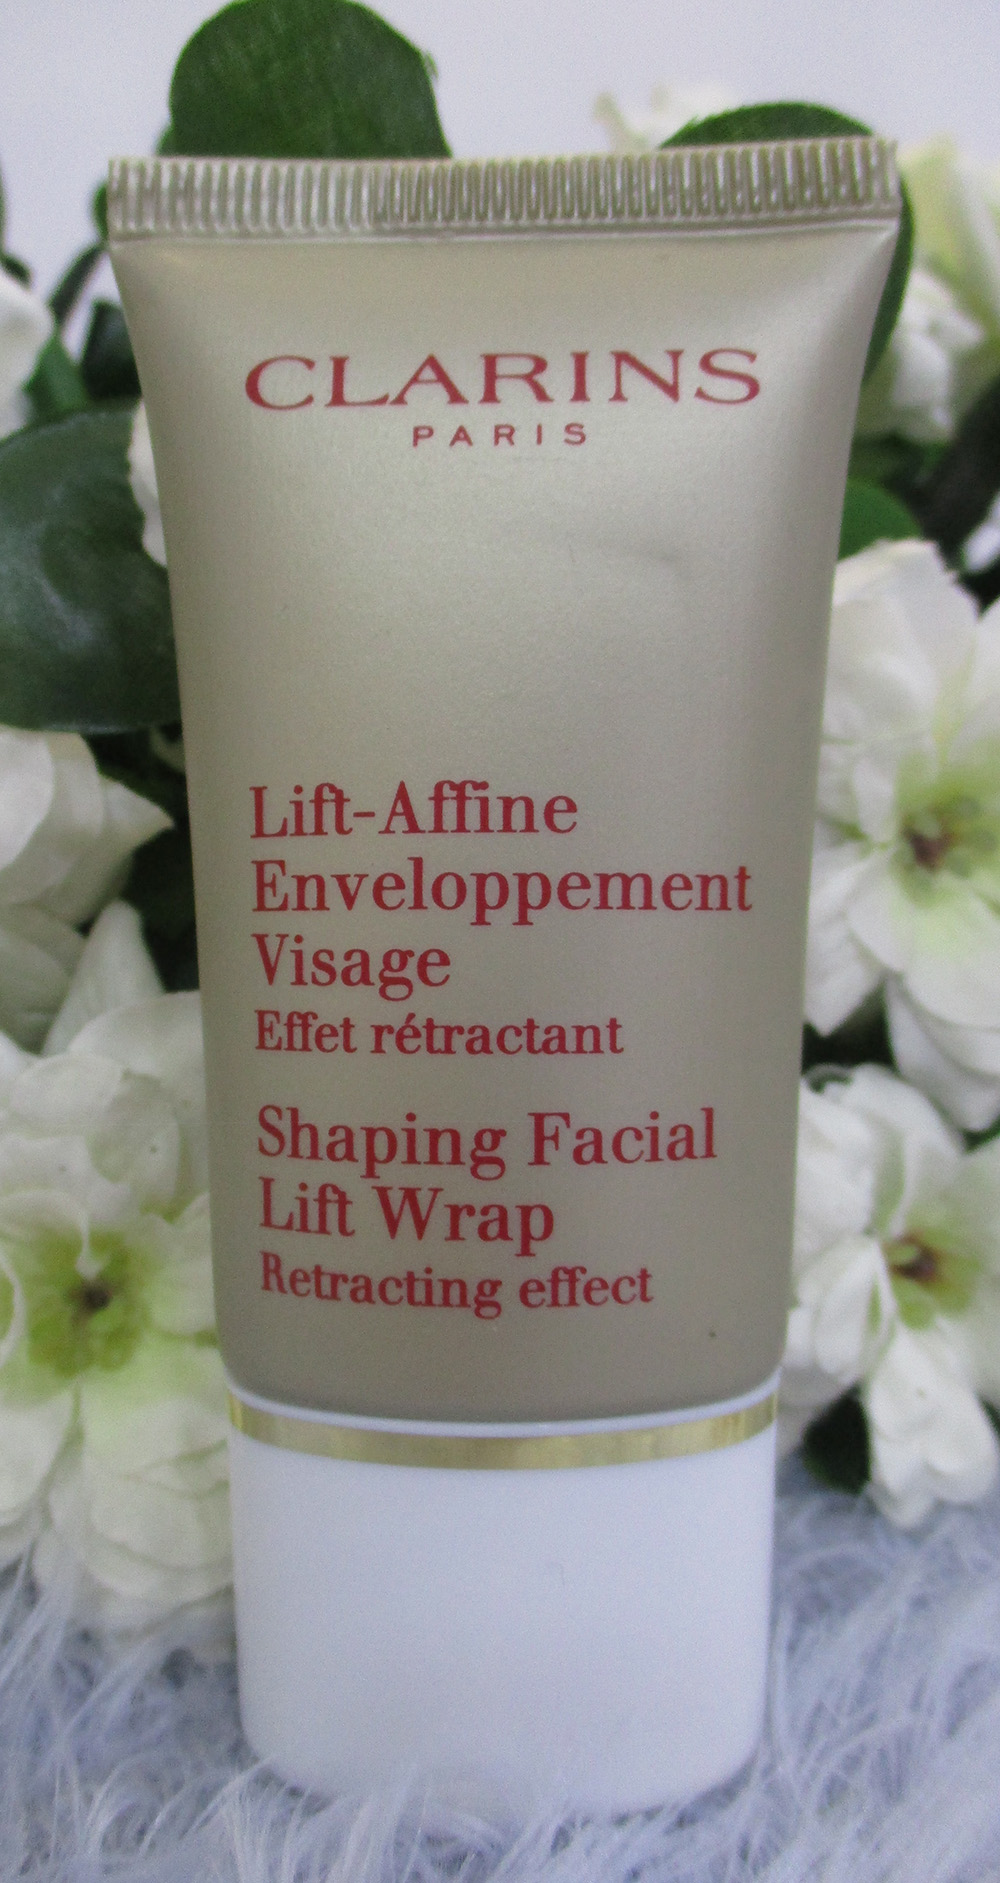 CLARINS
PARIS
Lift-Affine
Enveloppement
Visage
Effet rétractant
Shaping Facial
Lift Wrap
Retracting effect